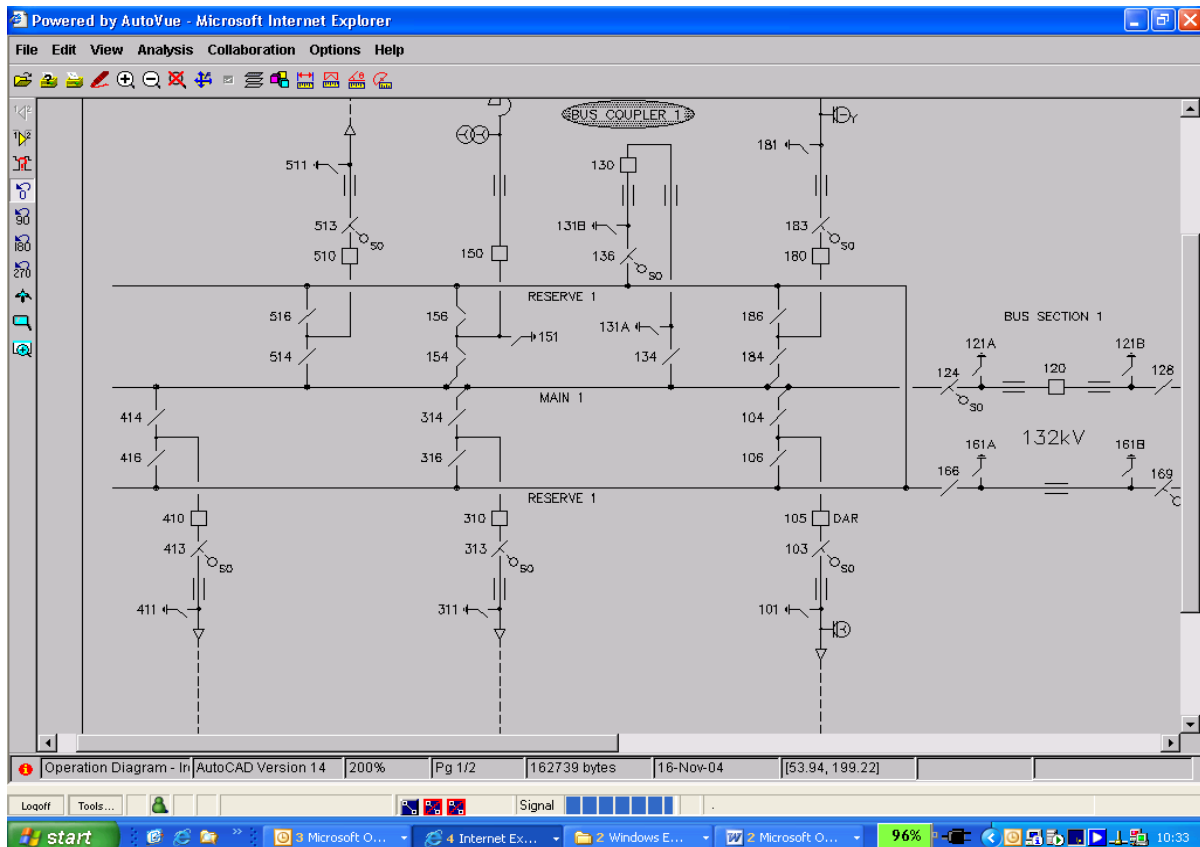 Powered by AutoVue - Microsoft Internet Explorer
File Edit View Analysis Collaboration Options Help
BUS COUPLER 1
Y
181
511
130
513
SO
131B
183
SO
510
150
136
SO
180
RESERVE 1
516
156
151
131A
186
BUS SECTION 1
514
154
134
184
121A
121B
124
120
128
SO
MAIN 1
414
314
104
132kV
416
316
106
161A
161B
166
169
RESERVE 1
410
310
105
DAR
413
SO
313
SO
103
SO
411
311
101
Operation Diagram - In AutoCAD Version 14 200% Pg 1/2 162739 bytes 16-Nov-04 [53.94, 199.22]
Logoff Tools... Signal
start 3 Microsoft O... 4 Internet Ex... 2 Windows E... 2 Microsoft O... 96% 10:33